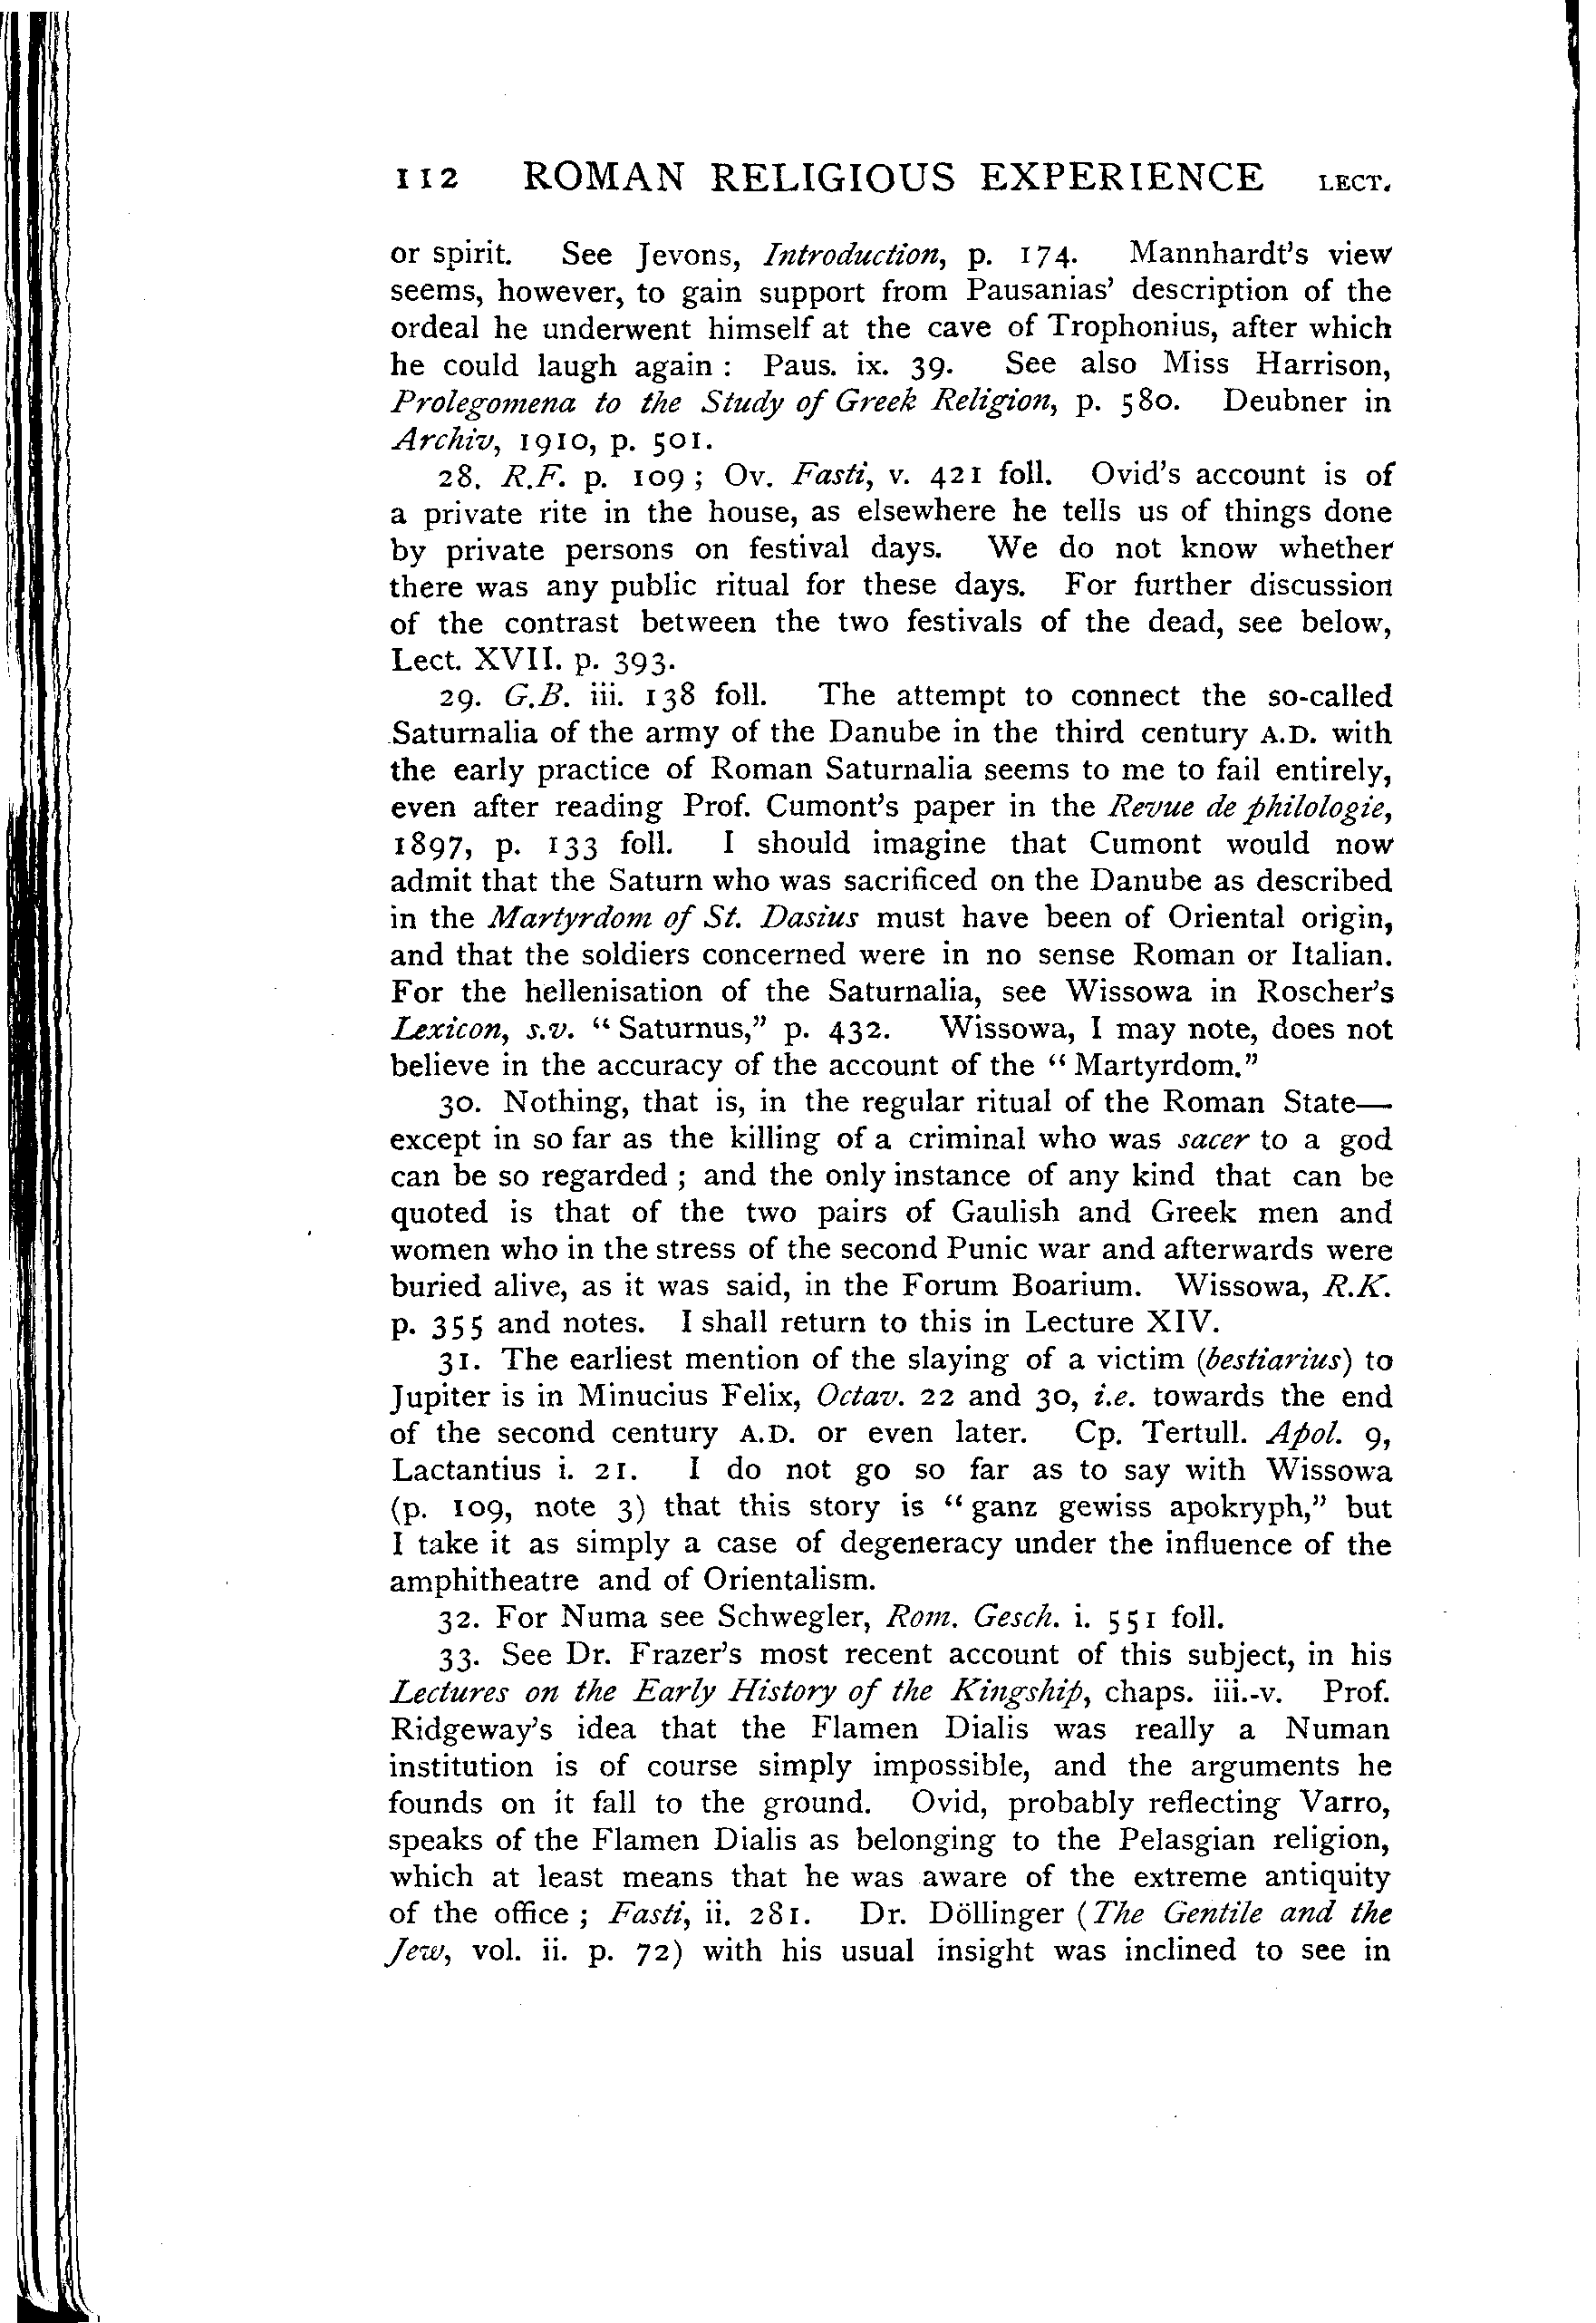 112 ROMAN RELIGIOUS EXPERIENCE LECT.
or spirit. See Jevons, Introduction, p. 174. Mannhardt's view
seems, however, to gain support from Pausanias' description of the
ordeal he underwent himself at the cave of Trophonius, after which
he could laugh again : Paus. ix. 39. See also Miss Harrison,
Prolegomena to the Study of Greek Religion, p. 580. Deubner in
Archiv, 1910, p. 501.
28. R.F. p. 109 ; Ov. Fasti, v. 421 foll. Ovid's account is of
a private rite in the house, as elsewhere he tells us of things done
by private persons on festival days. We do not know whether
there was any public ritual for these days. For further discussion
of the contrast between the two festivals of the dead, see below,
Lect. XVII. p. 393.
29. G.B. iii. 138 foll. The attempt to connect the so-called
Saturnalia of the army of the Danube in the third century A.D. with
the early practice of Roman Saturnalia seems to me to fail entirely,
even after reading Prof. Cumont's paper in the Revue de philologie,
1897, p. 133 foll. I should imagine that Cumont would now
admit that the Saturn who was sacrificed on the Danube as described
in the Martyrdom of St. Dasius must have been of Oriental origin,
and that the soldiers concerned were in no sense Roman or Italian.
For the hellenisation of the Saturnalia, see Wissowa in Roscher's
Lexicon, s.v. "Saturnus," p. 432. Wissowa, I may note, does not
believe in the accuracy of the account of the "Martyrdom."
30. Nothing, that is, in the regular ritual of the Roman State—
except in so far as the killing of a criminal who was sacer to a god
can be so regarded ; and the only instance of any kind that can be
quoted is that of the two pairs of Gaulish and Greek men and
women who in the stress of the second Punic war and afterwards were
buried alive, as it was said, in the Forum Boarium. Wissowa, R.K.
p. 355 and notes. I shall return to this in Lecture XIV.
31. The earliest mention of the slaying of a victim (bestiarius) to
Jupiter is in Minucius Felix, Octav. 22 and 30, i.e. towards the end
of the second century A.D. or even later. Cp. Tertull. Apol. 9,
Lactantius i. 21. I do not go so far as to say with Wissowa
(p. 109, note 3) that this story is "ganz gewiss apokryph," but
I take it as simply a case of degeneracy under the influence of the
amphitheatre and of Orientalism.
32. For Numa see Schwegler, Rom. Gesch. i. 551 foll.
33. See Dr. Frazer's most recent account of this subject, in his
Lectures on the Early History of the Kingship, chaps. iii.-v. Prof.
Ridgeway's idea that the Flamen Dialis was really a Numan
institution is of course simply impossible, and the arguments he
founds on it fall to the ground. Ovid, probably reflecting Varro,
speaks of the Flamen Dialis as belonging to the Pelasgian religion,
which at least means that he was aware of the extreme antiquity
of the office ; Fasti, ii. 281. Dr. Döllinger (The Gentile and the
Jew, vol. ii. p. 72) with his usual insight was inclined to see in